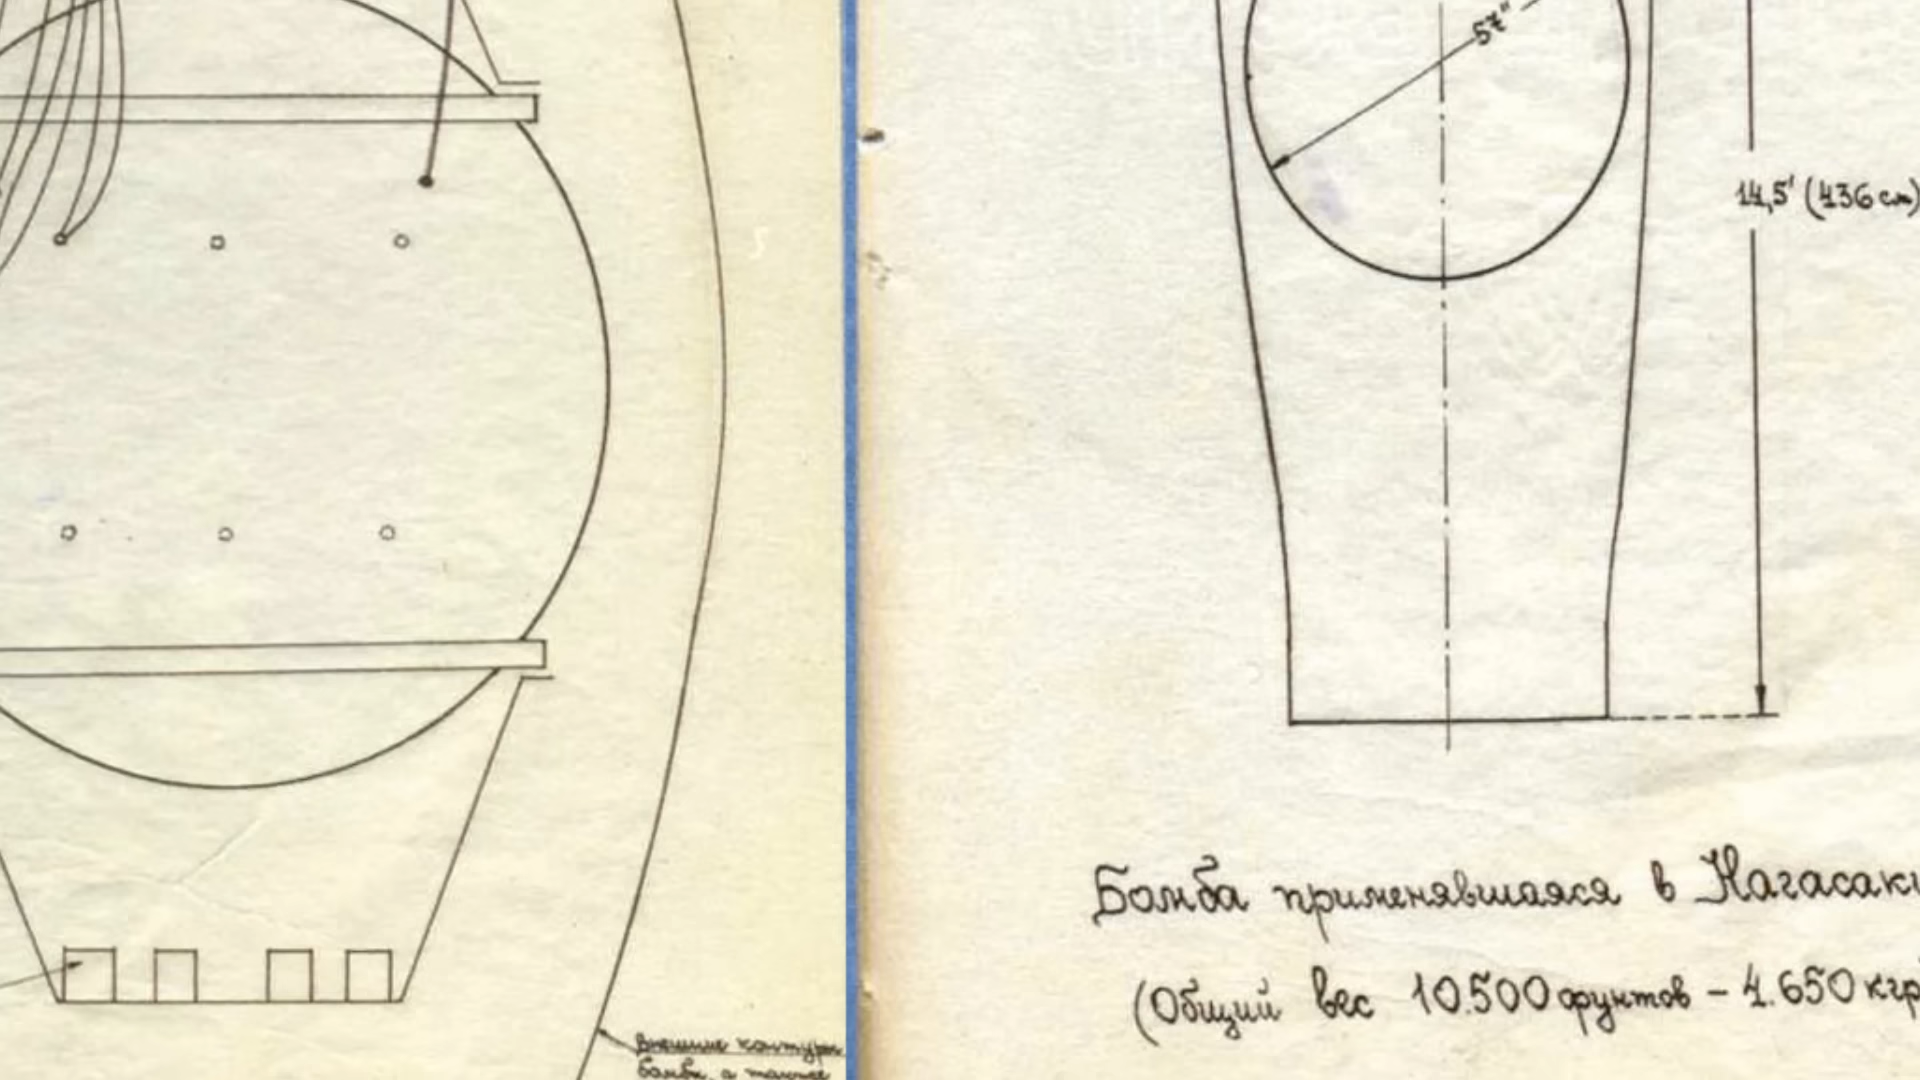 57"
14,5' (436 см)
Бомба применявшаяся в Нагасаки
(Общий вес 10.500 фунтов – 4.650 кгр
внешние контуры
бомбы, а также